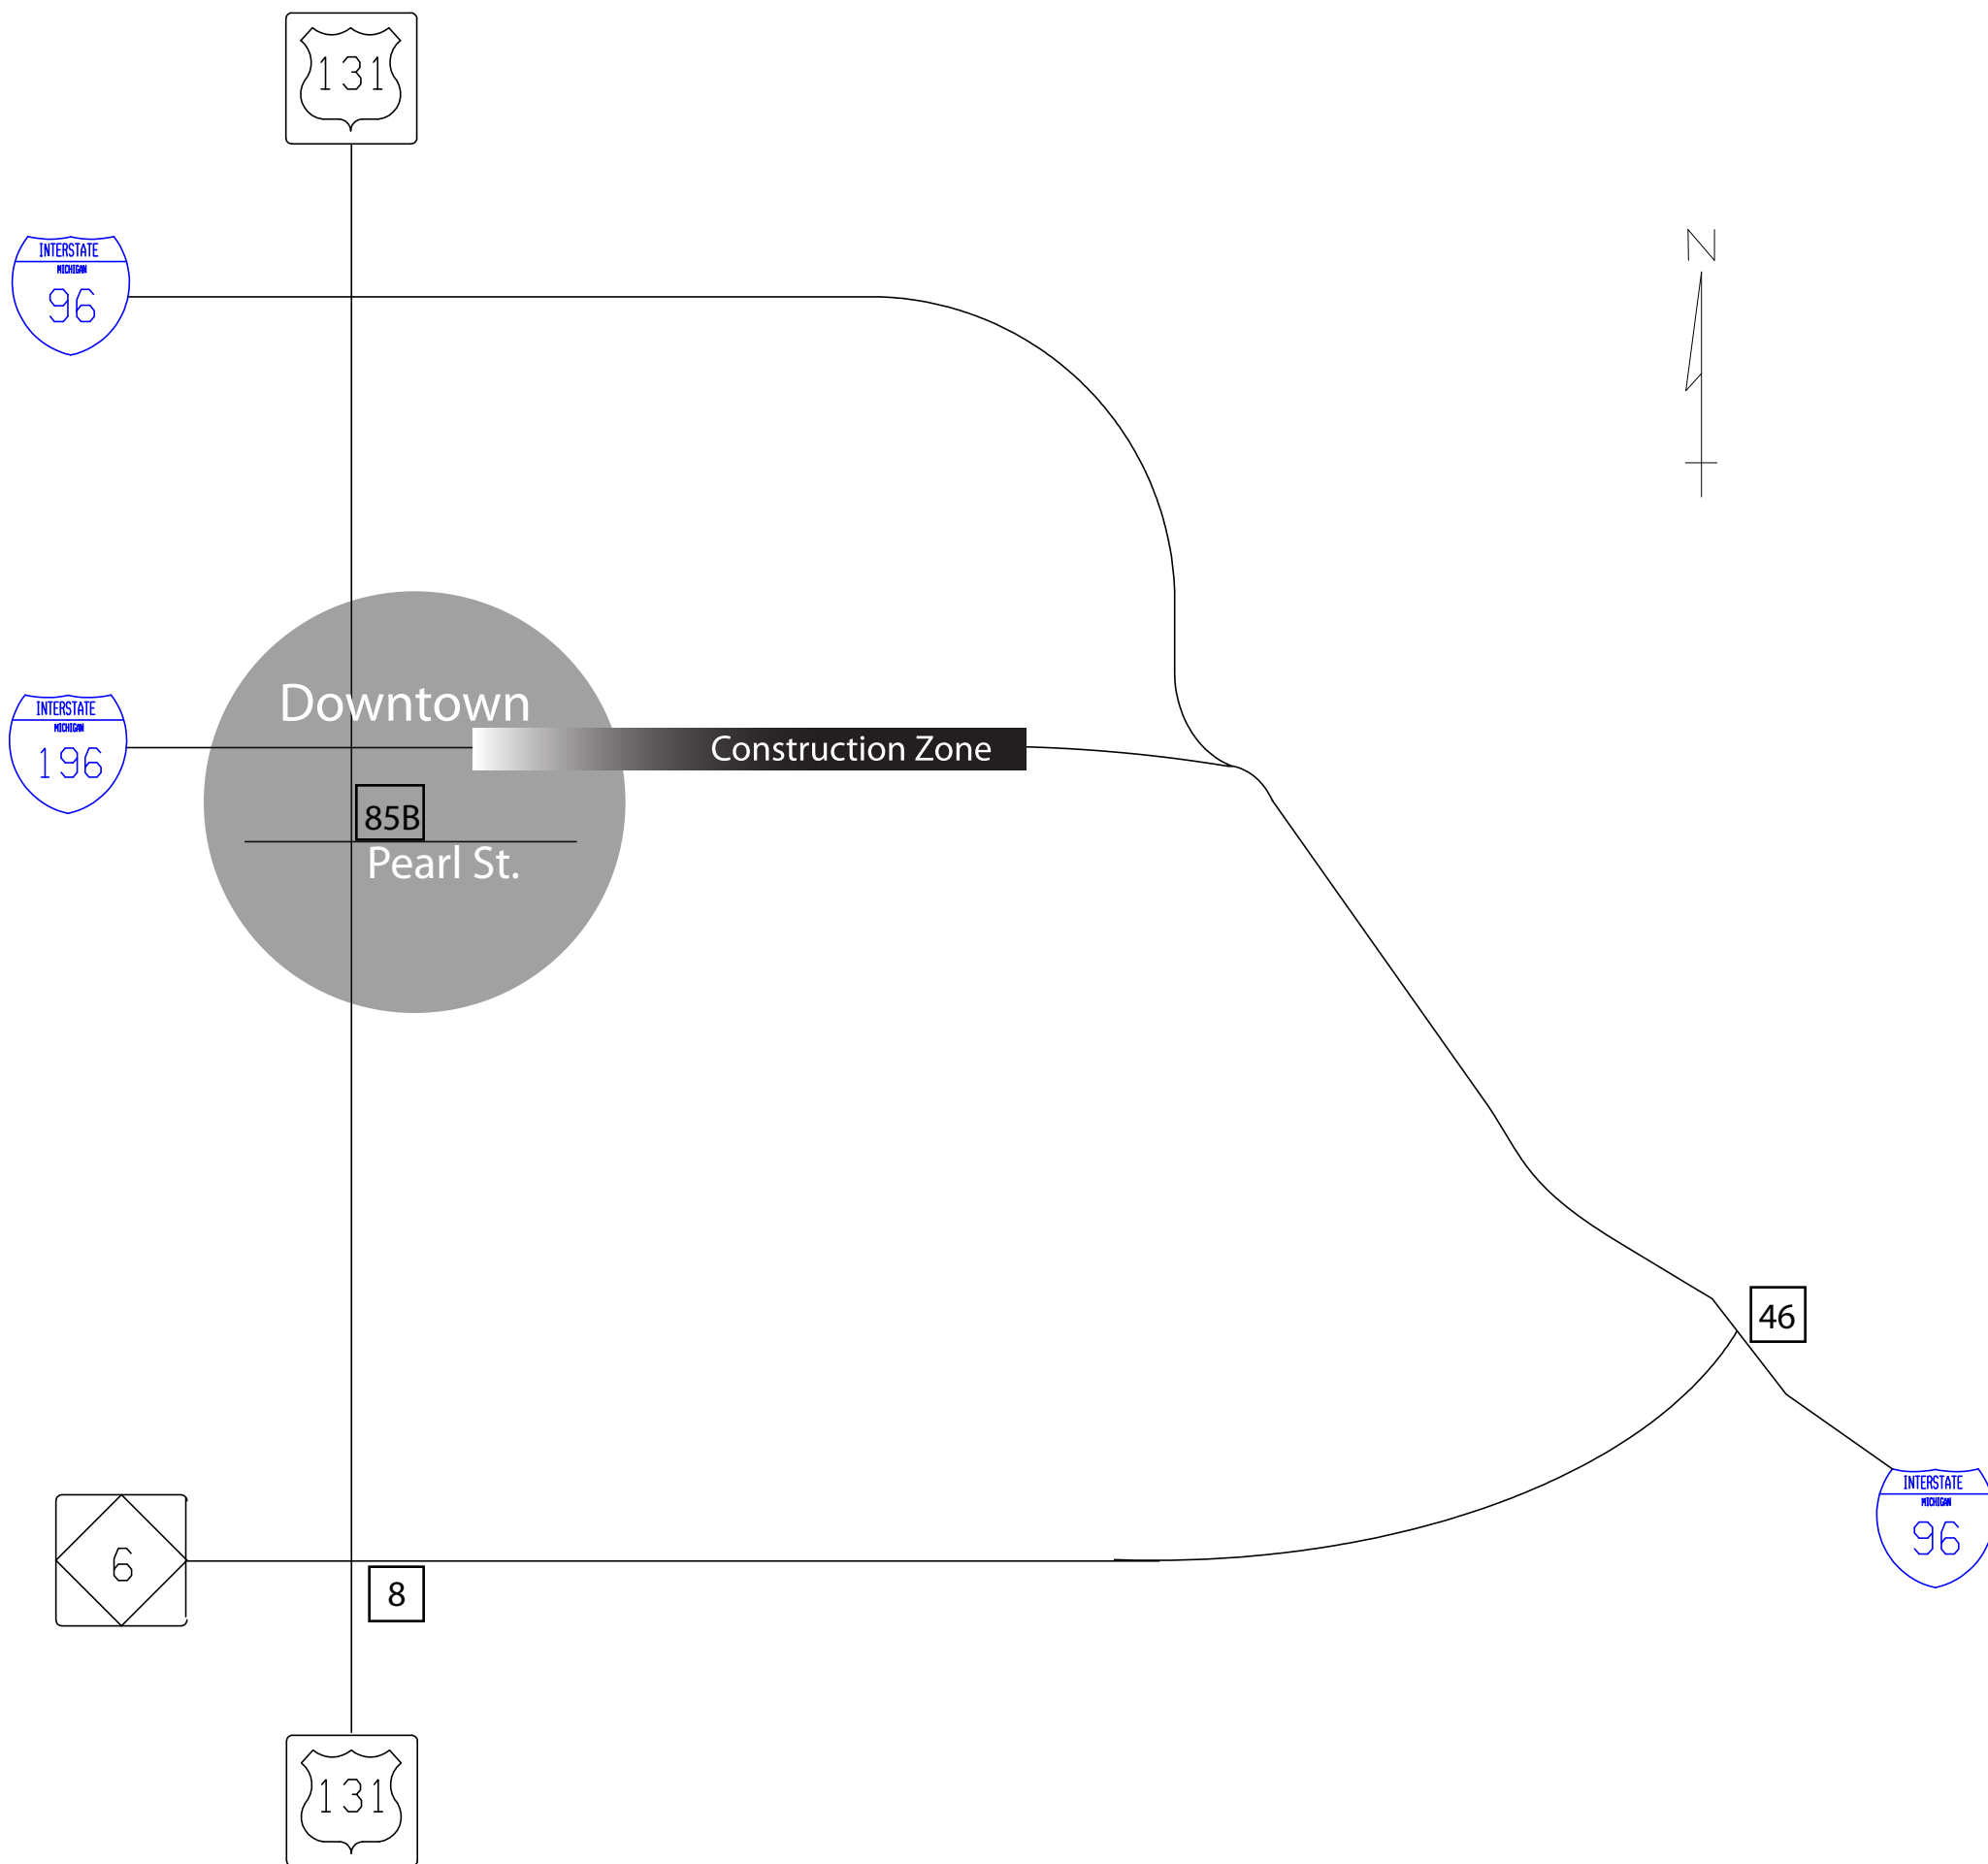 131
INTERSTATE
MICHIGAN
96
N
Downtown
INTERSTATE
MICHIGAN
196
Construction Zone
85B
Pearl St.
46
INTERSTATE
MICHIGAN
96
6
8
131